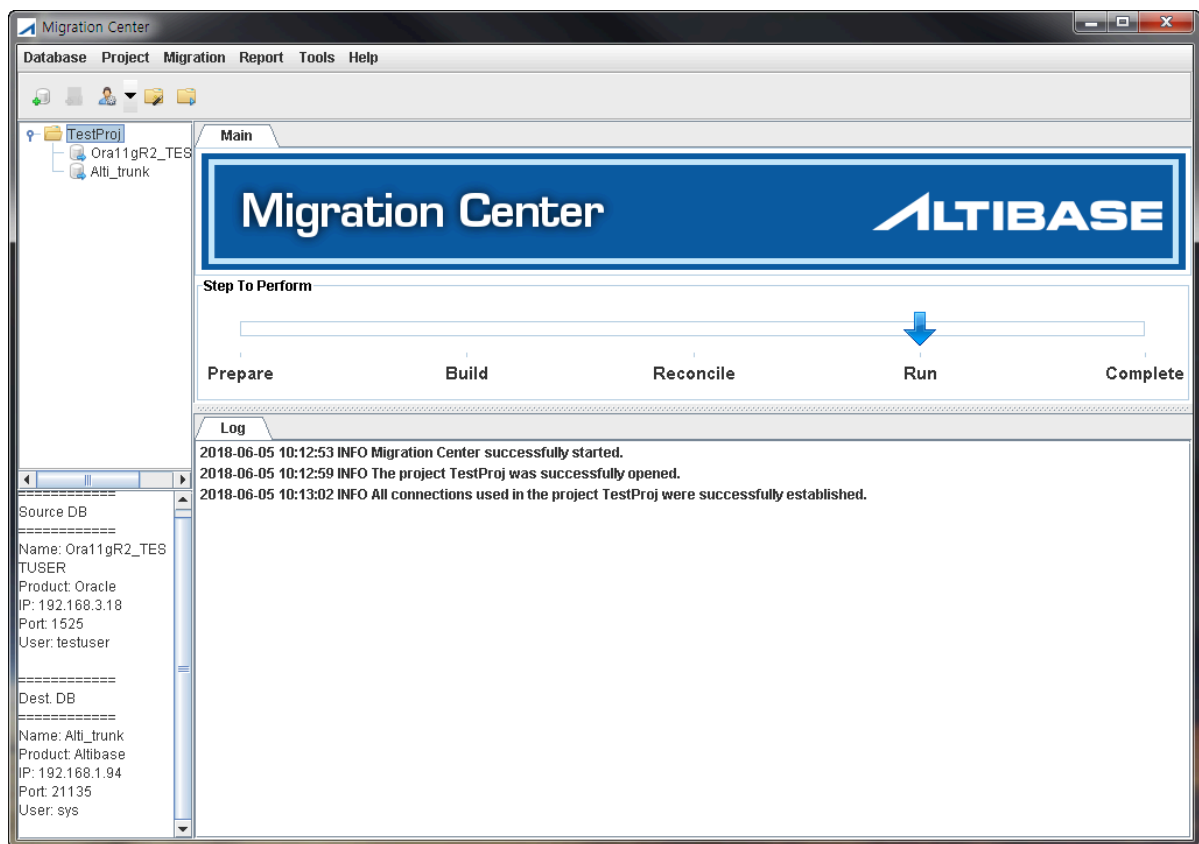 Migration Center
Database Project Migration Report Tools Help
TestProj
Ora11gR2_TES
Alti_trunk
Main
Migration Center
ALTIBASE
Step To Perform
Prepare Build Reconcile Run Complete
Log
2018-06-05 10:12:53 INFO Migration Center successfully started.
2018-06-05 10:12:59 INFO The project TestProj was successfully opened.
2018-06-05 10:13:02 INFO All connections used in the project TestProj were successfully established.
============
Source DB
============
Name: Ora11gR2_TES
TUSER
Product: Oracle
IP: 192.168.3.18
Port: 1525
User: testuser
============
Dest. DB
============
Name: Alti_trunk
Product: Altibase
IP: 192.168.1.94
Port: 21135
User: sys